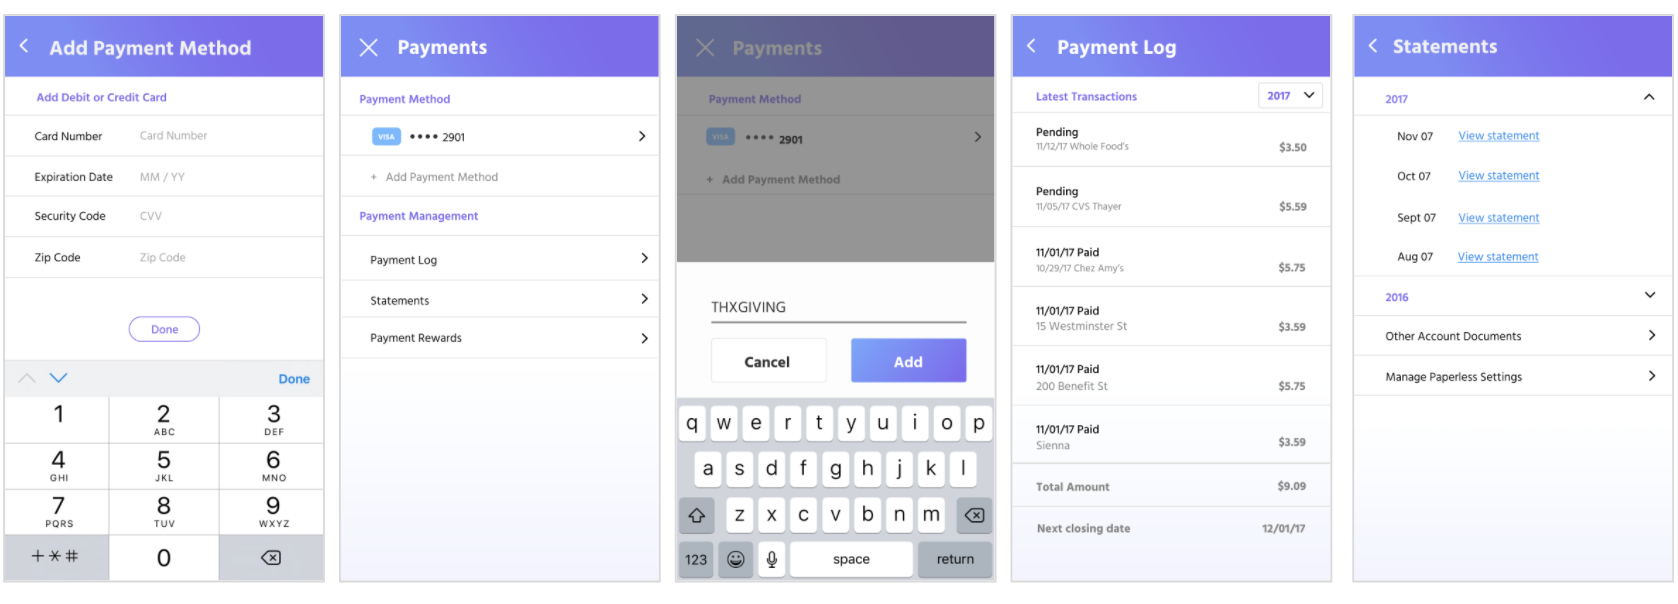 Add Payment Method
Add Debit or Credit Card
Card Number Card Number
Expiration Date MM / YY
Security Code CVV
Zip Code Zip Code
Done
Done
1 2 3
ABC DEF
4 5 6
GHI JKL MNO
7 8 9
PQRS TUV WXYZ
+*# 0
Payments
Payment Method
VISA •••• 2901
+ Add Payment Method
Payment Management
Payment Log
Statements
Payment Rewards
Payments
Payment Method
VISA •••• 2901
+ Add Payment Method
THXGIVING
Cancel Add
q w e r t y u i o p
a s d f g h j k l
z x c v b n m
123 space return
Payment Log
Latest Transactions 2017
Pending
11/12/17 Whole Food's $3.50
Pending
11/05/17 CVS Thayer $5.59
11/01/17 Paid
10/29/17 Chez Amy's $5.75
11/01/17 Paid
15 Westminster St $3.59
11/01/17 Paid
200 Benefit St $5.75
11/01/17 Paid
Sienna $3.59
Total Amount $9.09
Next closing date 12/01/17
Statements
2017
Nov 07 View statement
Oct 07 View statement
Sept 07 View statement
Aug 07 View statement
2016
Other Account Documents
Manage Paperless Settings